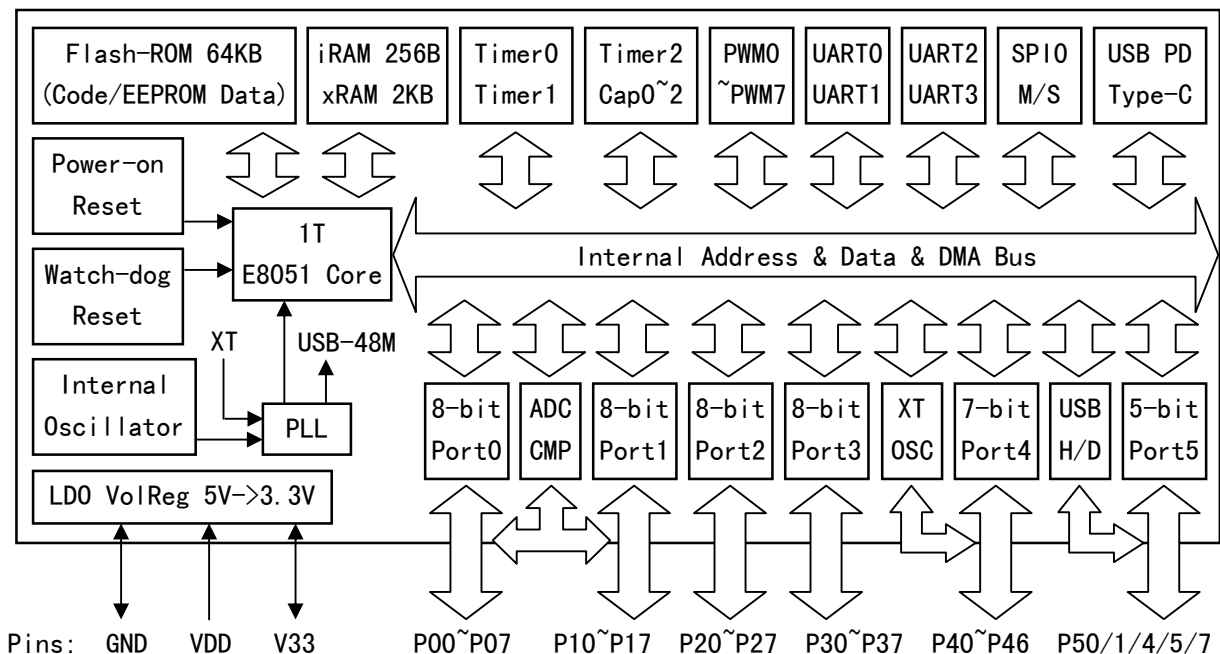 Flash-ROM 64KB
(Code/EEPROM Data)
iRAM 256B
xRAM 2KB
Timer0
Timer1
Timer2
Cap0~2
PWM0
~PWM7
UART0
UART1
UART2
UART3
SPI0
M/S
USB PD
Type-C
Power-on
Reset
1T
E8051 Core
Internal Address & Data & DMA Bus
Watch-dog
Reset
XT
USB-48M
Internal
Oscillator
PLL
8-bit
Port0
ADC
CMP
8-bit
Port1
8-bit
Port2
8-bit
Port3
XT
OSC
7-bit
Port4
USB
H/D
5-bit
Port5
LDO VolReg 5V->3.3V
Pins: GND VDD V33 P00~P07 P10~P17 P20~P27 P30~P37 P40~P46 P50/1/4/5/7